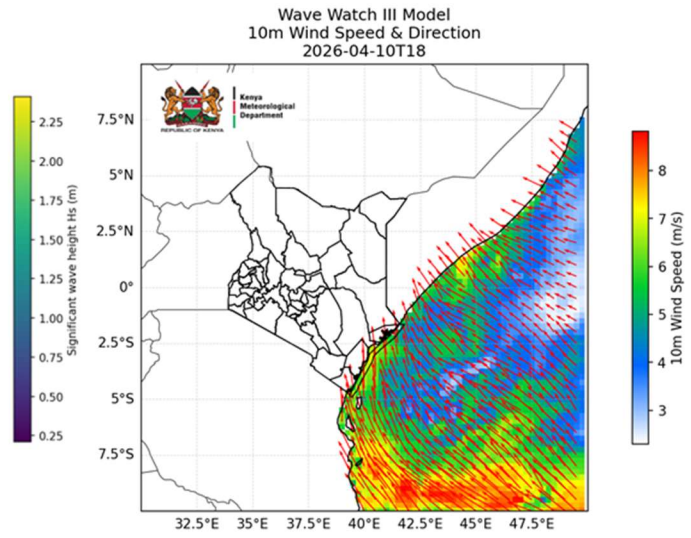 Wave Watch III Model
10m Wind Speed & Direction
2026-04-10T18
Kenya
Meteorological
Department
REPUBLIC OF KENYA
7.5°N
5°N
2.5°N
0°
2.5°S
5°S
7.5°S
32.5°E 35°E 37.5°E 40°E 42.5°E 45°E 47.5°E
2.25
2.00
1.75
1.50
1.25
1.00
0.75
0.50
0.25
Significant wave height Hs (m)
8
7
6
5
4
3
10m Wind Speed (m/s)